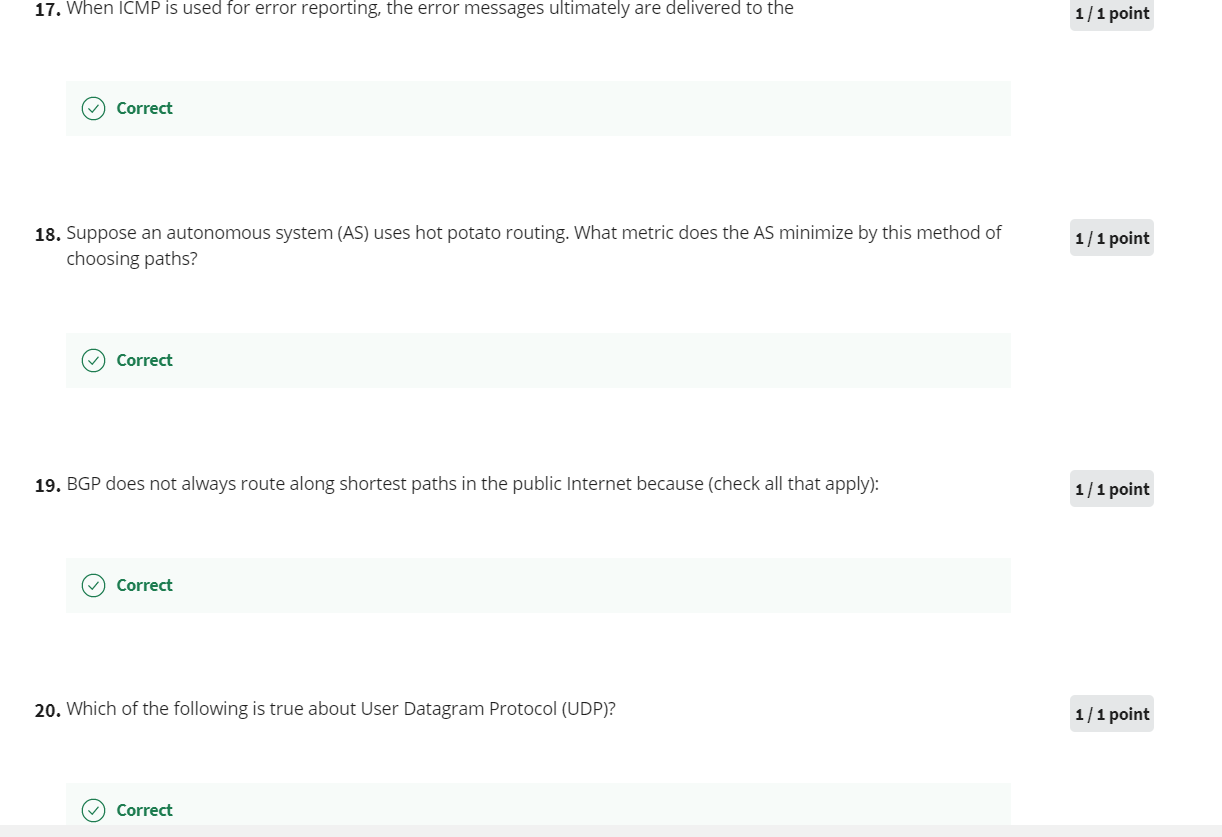 17. When ICMP is used for error reporting, the error messages ultimately are delivered to the
1 / 1 point
Correct
18. Suppose an autonomous system (AS) uses hot potato routing. What metric does the AS minimize by this method of
choosing paths?
1 / 1 point
Correct
19. BGP does not always route along shortest paths in the public Internet because (check all that apply):
1 / 1 point
Correct
20. Which of the following is true about User Datagram Protocol (UDP)?
1 / 1 point
Correct